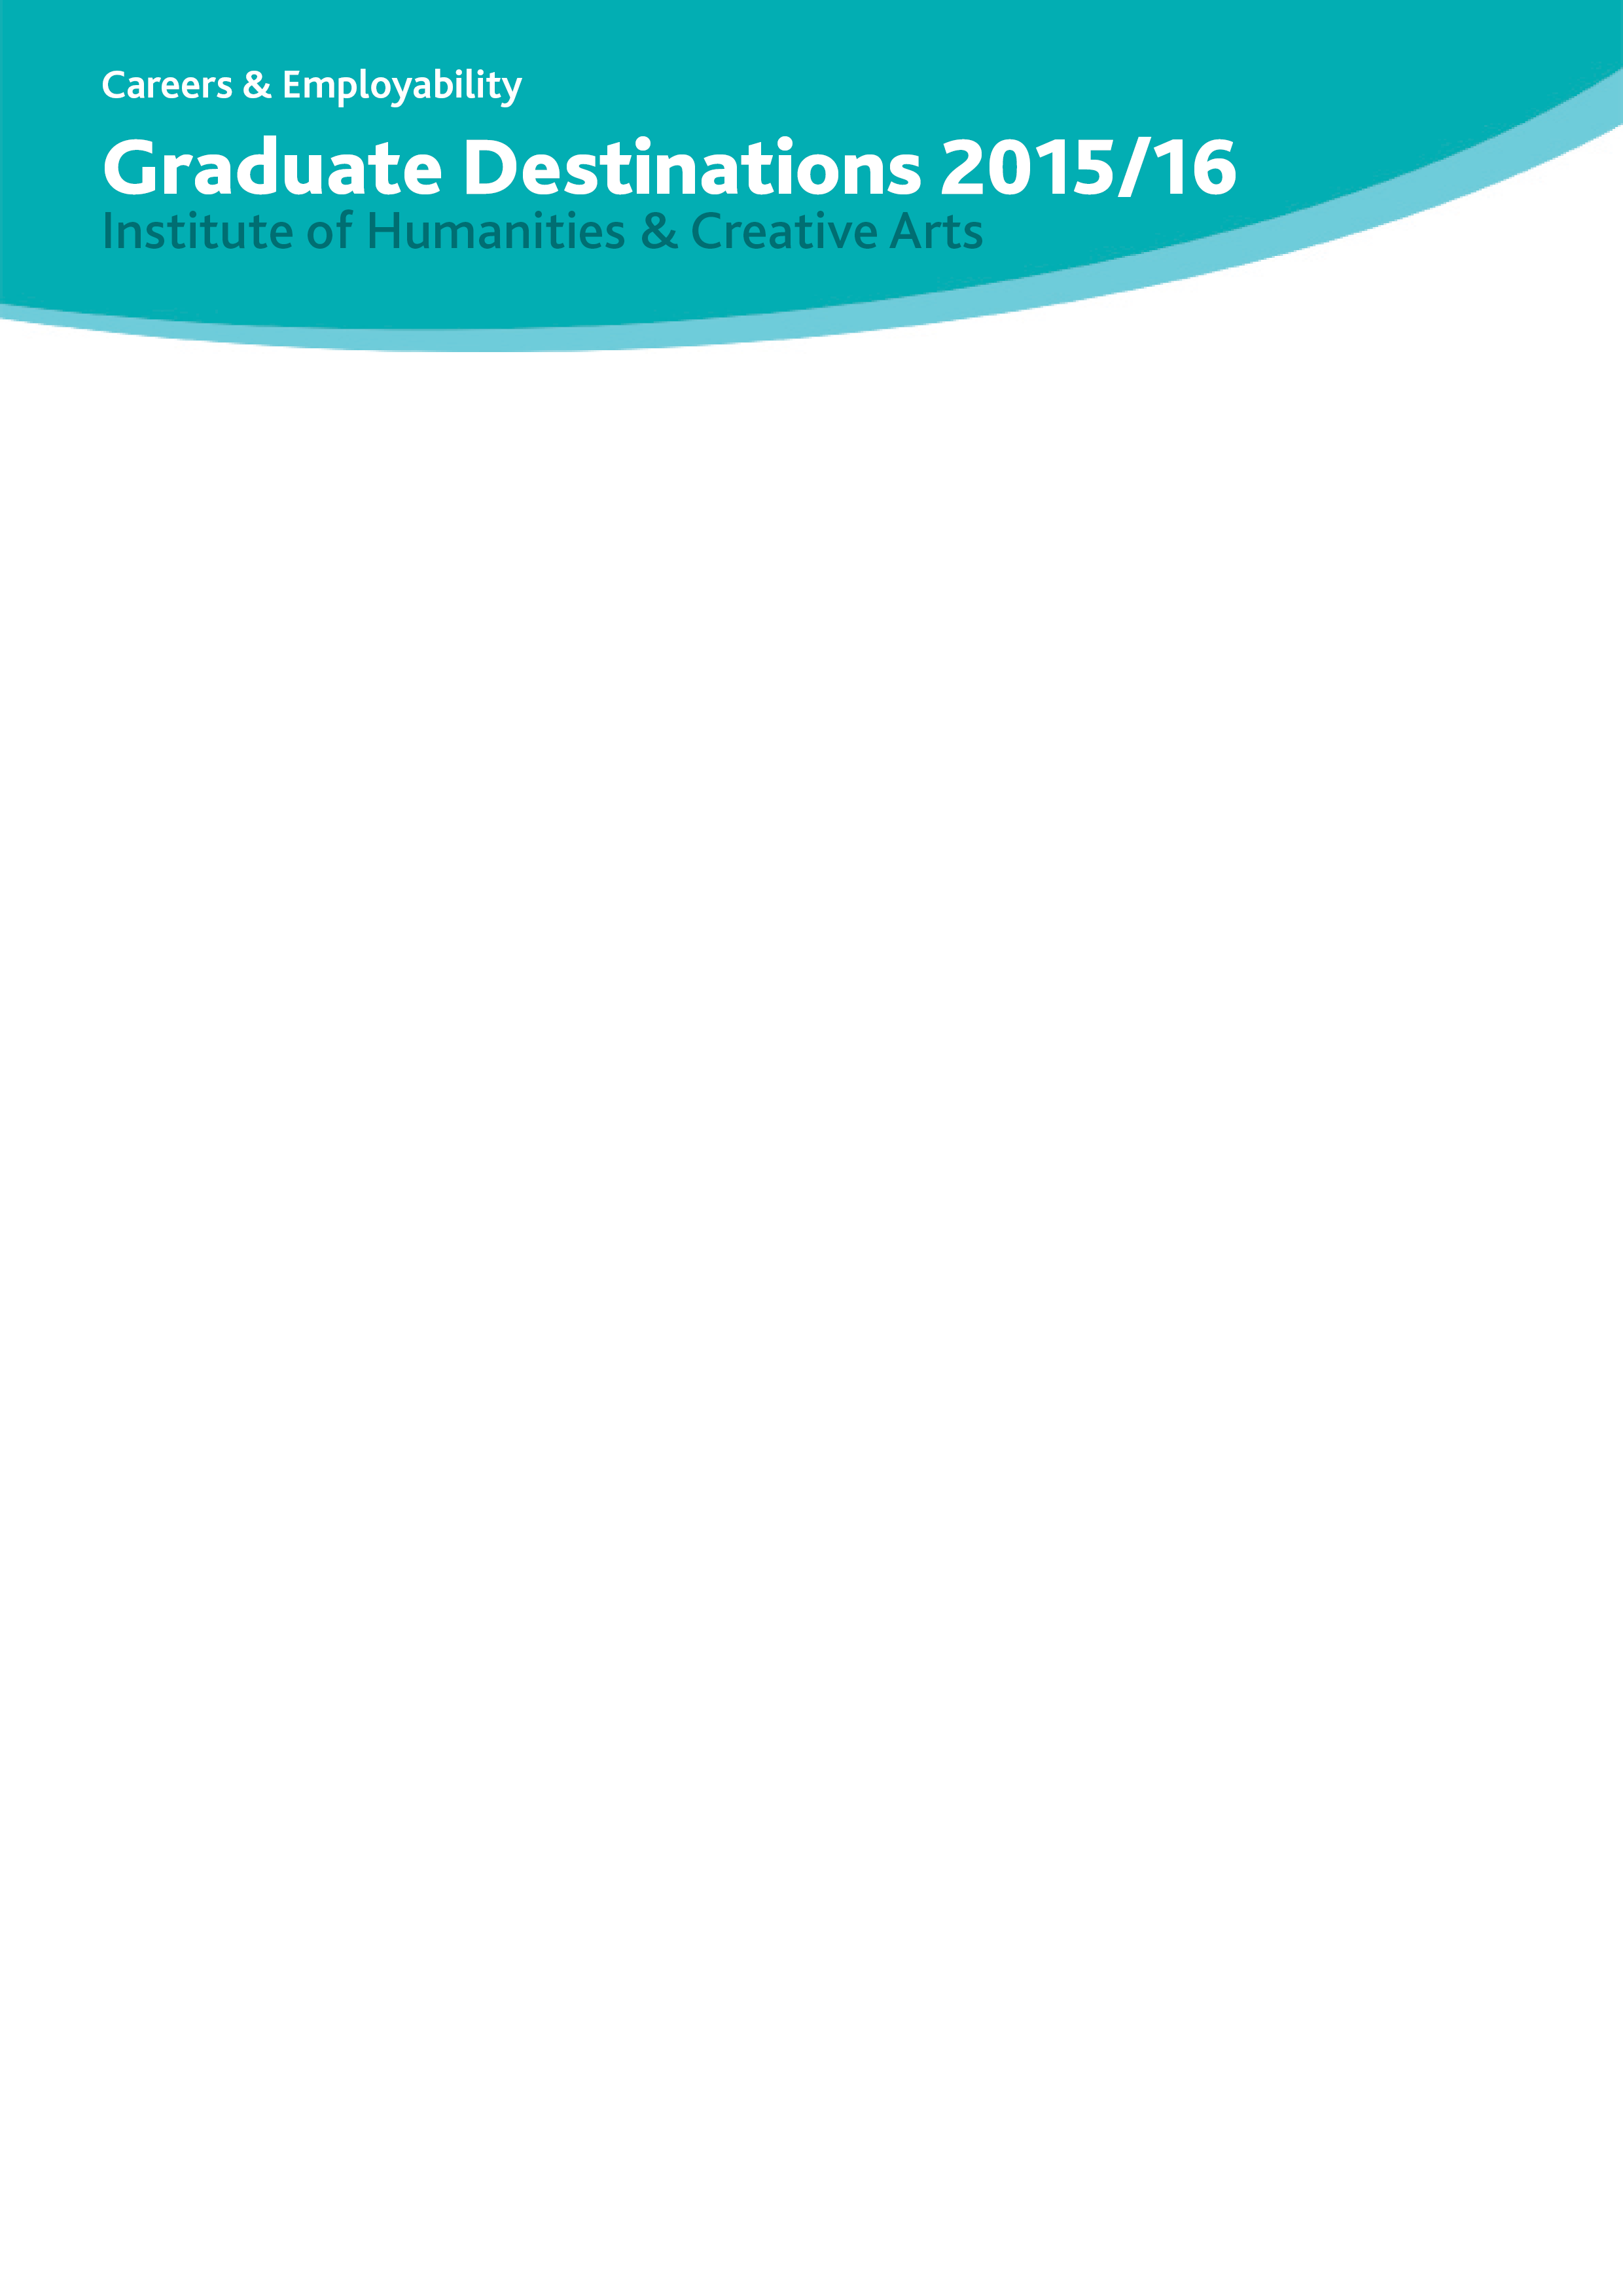 Careers & Employability
Graduate Destinations 2015/16
Institute of Humanities & Creative Arts